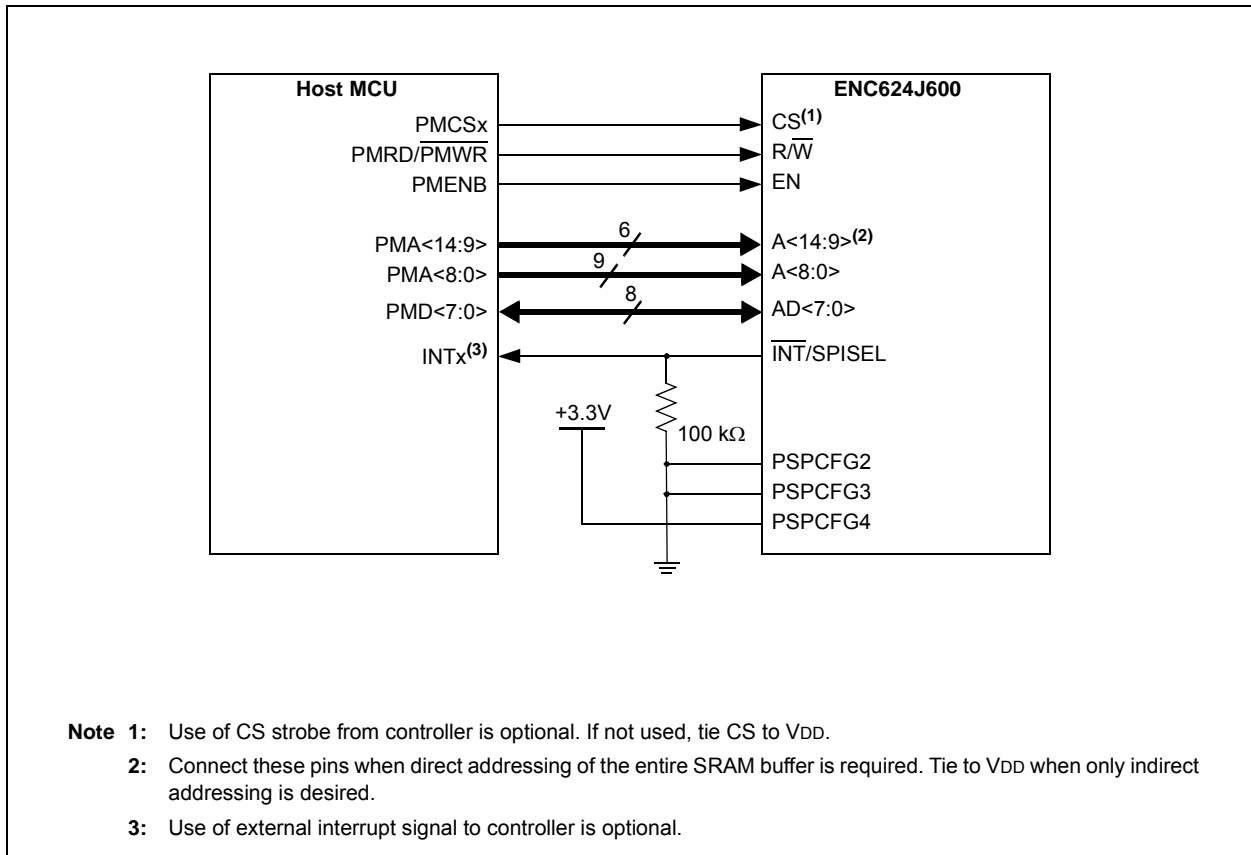 Host MCU
ENC624J600
PMCSx
CS(1)
PMRD/PMWR
R/W
PMENB
EN
PMA<14:9>
6
A<14:9>(2)
PMA<8:0>
9
A<8:0>
PMD<7:0>
8
AD<7:0>
INTx(3)
INT/SPISEL
+3.3V
100 kΩ
PSPCFG2
PSPCFG3
PSPCFG4
Note 1: Use of CS strobe from controller is optional. If not used, tie CS to VDD.
2: Connect these pins when direct addressing of the entire SRAM buffer is required. Tie to VDD when only indirect
addressing is desired.
3: Use of external interrupt signal to controller is optional.